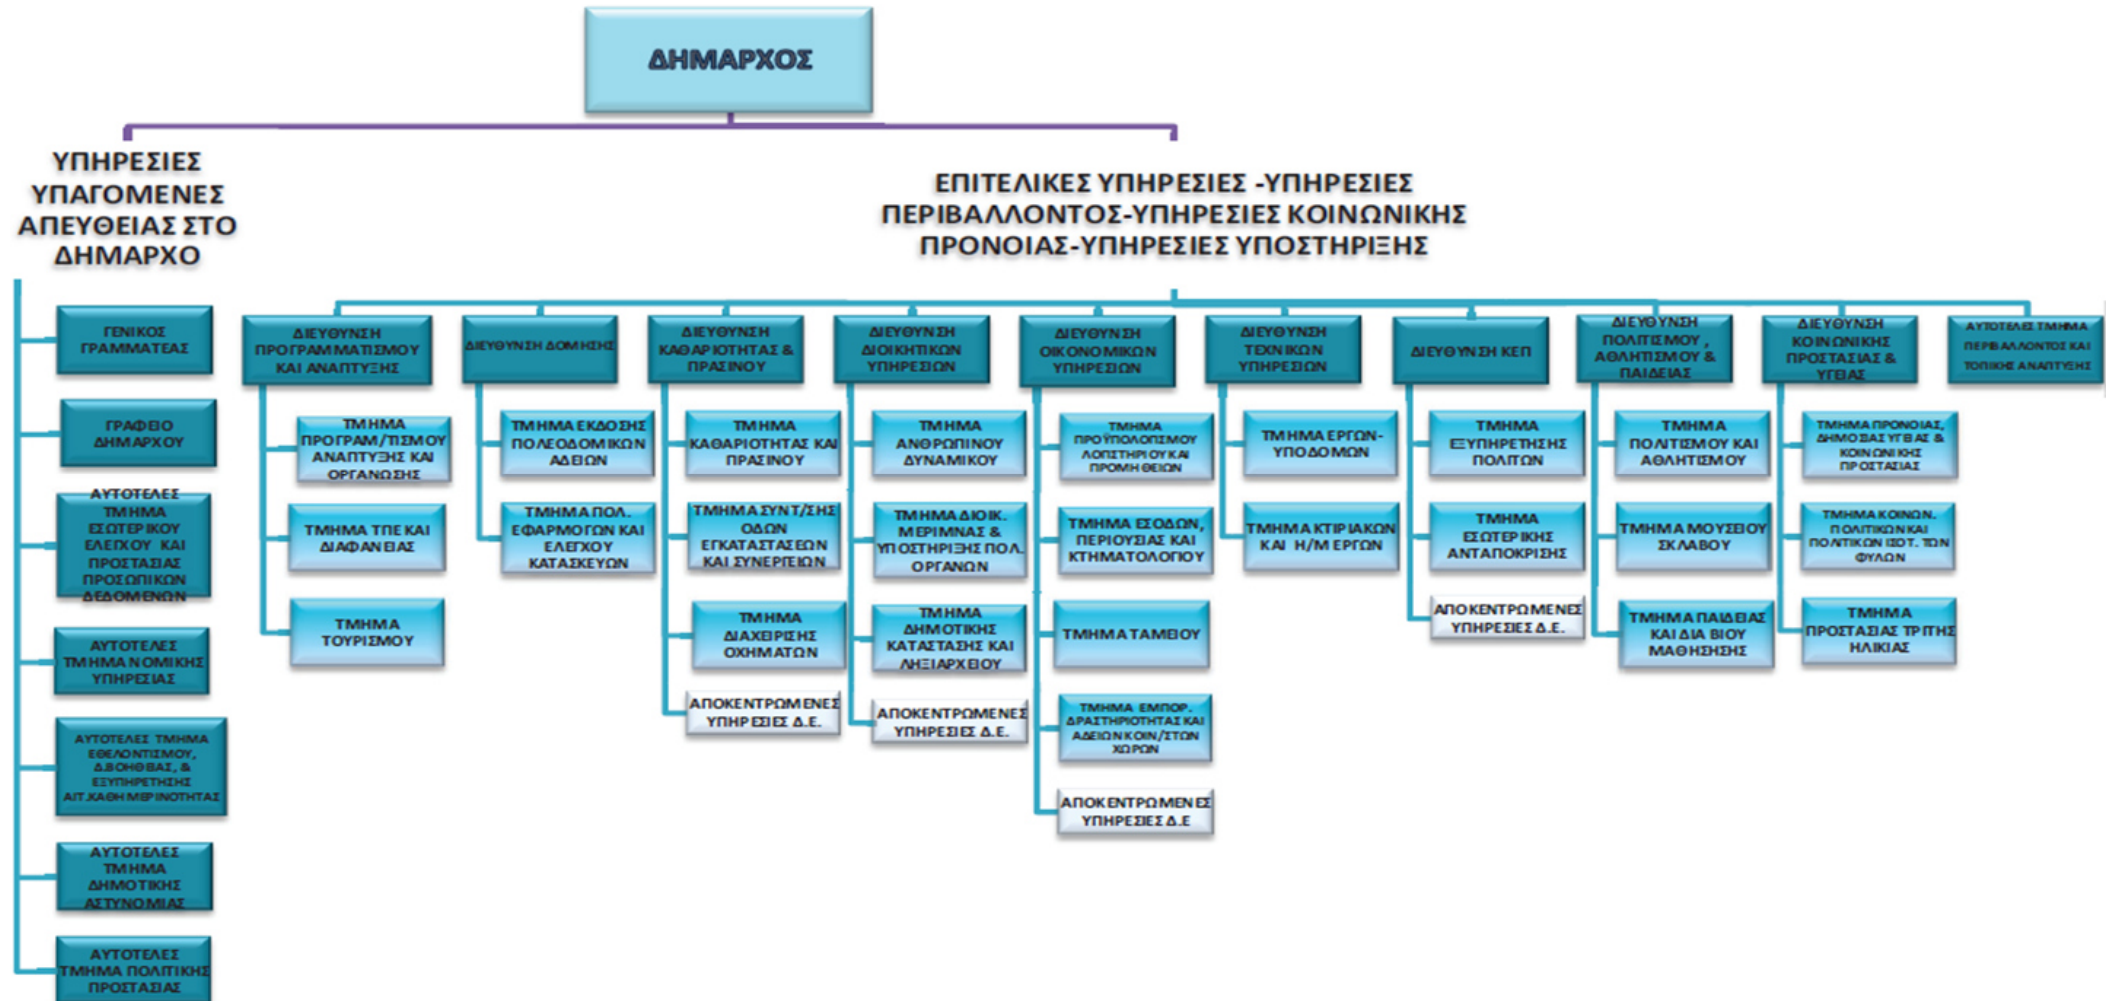 ΔΗΜΑΡΧΟΣ
ΥΠΗΡΕΣΙΕΣ
ΥΠΑΓΟΜΕΝΕΣ
ΑΠΕΥΘΕΙΑΣ ΣΤΟ
ΔΗΜΑΡΧΟ
ΕΠΙΤΕΛΙΚΕΣ ΥΠΗΡΕΣΙΕΣ -ΥΠΗΡΕΣΙΕΣ
ΠΕΡΙΒΑΛΛΟΝΤΟΣ-ΥΠΗΡΕΣΙΕΣ ΚΟΙΝΩΝΙΚΗΣ
ΠΡΟΝΟΙΑΣ-ΥΠΗΡΕΣΙΕΣ ΥΠΟΣΤΗΡΙΞΗΣ
ΓΕΝΙΚΟΣ
ΓΡΑΜΜΑΤΕΑΣ
ΓΡΑΦΕΙΟ
ΔΗΜΑΡΧΟΥ
ΑΥΤΟΤΕΛΕΣ
ΤΜΗΜΑ
ΕΣΩΤΕΡΙΚΟΥ
ΕΛΕΓΧΟΥ ΚΑΙ
ΠΡΟΣΤΑΣΙΑΣ
ΠΡΟΣΩΠΙΚΩΝ
ΔΕΔΟΜΕΝΩΝ
ΑΥΤΟΤΕΛΕΣ
ΤΜΗΜΑ ΝΟΜΙΚΗΣ
ΥΠΗΡΕΣΙΑΣ
ΑΥΤΟΤΕΛΕΣ ΤΜΗΜΑ
ΕΘΕΛΟΝΤΙΣΜΟΥ,
Δ.ΒΟΗΘΕΙΑΣ, &
ΕΞΥΠΗΡΕΤΗΣΗΣ
ΑΙΤ.ΚΑΘΗΜΕΡΙΝΟΤΗΤΑΣ
ΑΥΤΟΤΕΛΕΣ
ΤΜΗΜΑ
ΔΗΜΟΤΙΚΗΣ
ΑΣΤΥΝΟΜΙΑΣ
ΑΥΤΟΤΕΛΕΣ
ΤΜΗΜΑ ΠΟΛΙΤΙΚΗΣ
ΠΡΟΣΤΑΣΙΑΣ
ΔΙΕΥΘΥΝΣΗ
ΠΡΟΓΡΑΜΜΑΤΙΣΜΟΥ
ΚΑΙ ΑΝΑΠΤΥΞΗΣ
ΤΜΗΜΑ
ΠΡΟΓΡΑΜ/ΤΙΣΜΟΥ
ΑΝΑΠΤΥΞΗΣ ΚΑΙ
ΟΡΓΑΝΩΣΗΣ
ΤΜΗΜΑ ΤΠΕ ΚΑΙ
ΔΙΑΦΑΝΕΙΑΣ
ΤΜΗΜΑ
ΤΟΥΡΙΣΜΟΥ
ΔΙΕΥΘΥΝΣΗ ΔΟΜΗΣΗΣ
ΤΜΗΜΑ ΕΚΔΟΣΗΣ
ΠΟΛΕΟΔΟΜΙΚΩΝ
ΑΔΕΙΩΝ
ΤΜΗΜΑ ΠΟΛ.
ΕΦΑΡΜΟΓΩΝ ΚΑΙ
ΕΛΕΓΧΟΥ
ΚΑΤΑΣΚΕΥΩΝ
ΔΙΕΥΘΥΝΣΗ
ΚΑΘΑΡΙΟΤΗΤΑΣ &
ΠΡΑΣΙΝΟΥ
ΤΜΗΜΑ
ΚΑΘΑΡΙΟΤΗΤΑΣ ΚΑΙ
ΠΡΑΣΙΝΟΥ
ΤΜΗΜΑ ΣΥΝΤ/ΣΗΣ
ΟΔΩΝ
ΕΓΚΑΤΑΣΤΑΣΕΩΝ
ΚΑΙ ΣΥΝΕΡΓΕΙΩΝ
ΤΜΗΜΑ
ΔΙΑΧΕΙΡΙΣΗΣ
ΟΧΗΜΑΤΩΝ
ΑΠΟΚΕΝΤΡΩΜΕΝΕΣ
ΥΠΗΡΕΣΙΕΣ Δ.Ε.
ΔΙΕΥΘΥΝΣΗ
ΔΙΟΙΚΗΤΙΚΩΝ
ΥΠΗΡΕΣΙΩΝ
ΤΜΗΜΑ
ΑΝΘΡΩΠΙΝΟΥ
ΔΥΝΑΜΙΚΟΥ
ΤΜΗΜΑ ΔΙΟΙΚ.
ΜΕΡΙΜΝΑΣ &
ΥΠΟΣΤΗΡΙΞΗΣ ΠΟΛ.
ΟΡΓΑΝΩΝ
ΤΜΗΜΑ
ΔΗΜΟΤΙΚΗΣ
ΚΑΤΑΣΤΑΣΗΣ ΚΑΙ
ΛΗΞΙΑΡΧΕΙΟΥ
ΑΠΟΚΕΝΤΡΩΜΕΝΕΣ
ΥΠΗΡΕΣΙΕΣ Δ.Ε.
ΔΙΕΥΘΥΝΣΗ
ΟΙΚΟΝΟΜΙΚΩΝ
ΥΠΗΡΕΣΙΩΝ
ΤΜΗΜΑ
ΠΡΟΫΠΟΛΟΓΙΣΜΟΥ
ΛΟΓΙΣΤΗΡΙΟΥ ΚΑΙ
ΠΡΟΜΗΘΕΙΩΝ
ΤΜΗΜΑ ΕΣΟΔΩΝ,
ΠΕΡΙΟΥΣΙΑΣ ΚΑΙ
ΚΤΗΜΑΤΟΛΟΓΙΟΥ
ΤΜΗΜΑ ΤΑΜΕΙΟΥ
ΤΜΗΜΑ ΕΜΠΟΡ.
ΔΡΑΣΤΗΡΙΟΤΗΤΑΣ ΚΑΙ
ΑΔΕΙΩΝ ΚΟΙΝ/ΣΤΩΝ
ΧΩΡΩΝ
ΑΠΟΚΕΝΤΡΩΜΕΝΕΣ
ΥΠΗΡΕΣΙΕΣ Δ.Ε
ΔΙΕΥΘΥΝΣΗ
ΤΕΧΝΙΚΩΝ
ΥΠΗΡΕΣΙΩΝ
ΤΜΗΜΑ ΕΡΓΩΝ-
ΥΠΟΔΟΜΩΝ
ΤΜΗΜΑ ΚΤΙΡΙΑΚΩΝ
ΚΑΙ Η/Μ ΕΡΓΩΝ
ΔΙΕΥΘΥΝΣΗ ΚΕΠ
ΤΜΗΜΑ
ΕΞΥΠΗΡΕΤΗΣΗΣ
ΠΟΛΙΤΩΝ
ΤΜΗΜΑ
ΕΣΩΤΕΡΙΚΗΣ
ΑΝΤΑΠΟΚΡΙΣΗΣ
ΑΠΟΚΕΝΤΡΩΜΕΝΕΣ
ΥΠΗΡΕΣΙΕΣ Δ.Ε.
ΔΙΕΥΘΥΝΣΗ
ΠΟΛΙΤΙΣΜΟΥ ,
ΑΘΛΗΤΙΣΜΟΥ &
ΠΑΙΔΕΙΑΣ
ΤΜΗΜΑ
ΠΟΛΙΤΙΣΜΟΥ ΚΑΙ
ΑΘΛΗΤΙΣΜΟΥ
ΤΜΗΜΑ ΜΟΥΣΕΙΟΥ
ΣΚΛΑΒΟΥ
ΤΜΗΜΑ ΠΑΙΔΕΙΑΣ
ΚΑΙ ΔΙΑ ΒΙΟΥ
ΜΑΘΗΣΗΣΗΣ
ΔΙΕΥΘΥΝΣΗ
ΚΟΙΝΩΝΙΚΗΣ
ΠΡΟΣΤΑΣΙΑΣ &
ΥΓΕΙΑΣ
ΤΜΗΜΑ ΠΡΟΝΟΙΑΣ,
ΔΗΜΟΣΙΑΣ ΥΓΕΙΑΣ &
ΚΟΙΝΩΝΙΚΗΣ
ΠΡΟΣΤΑΣΙΑΣ
ΤΜΗΜΑ ΚΟΙΝΩΝ.
ΠΟΛΙΤΙΚΩΝ ΚΑΙ
ΠΟΛΙΤΙΚΩΝ ΙΣΟΤ. ΤΩΝ
ΦΥΛΩΝ
ΤΜΗΜΑ
ΠΡΟΣΤΑΣΙΑΣ ΤΡΙΤΗΣ
ΗΛΙΚΙΑΣ
ΑΥΤΟΤΕΛΕΣ ΤΜΗΜΑ
ΠΕΡΙΒΑΛΛΟΝΤΟΣ ΚΑΙ
ΤΟΠΙΚΗΣ ΑΝΑΠΤΥΞΗΣ